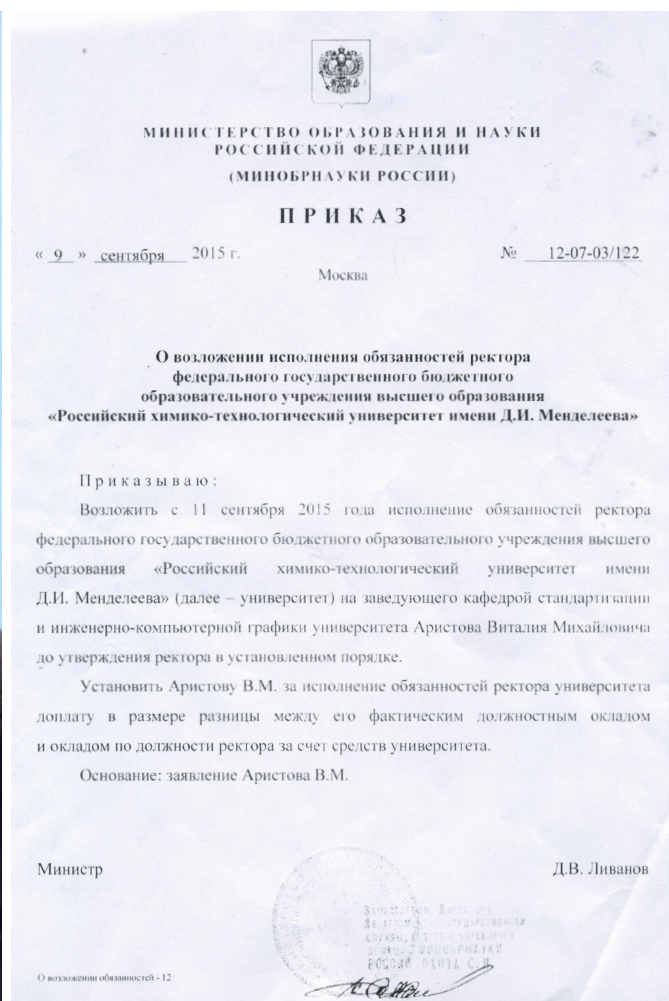 МИНИСТЕРСТВО ОБРАЗОВАНИЯ И НАУКИ
РОССИЙСКОЙ ФЕДЕРАЦИИ
(МИНОБРНАУКИ РОССИИ)
ПРИКАЗ
« 9 » сентября 2015 г. № 12-07-03/122
Москва
О возложении исполнения обязанностей ректора
федерального государственного бюджетного
образовательного учреждения высшего образования
«Российский химико-технологический университет имени Д.И. Менделеева»
Приказываю:
Возложить с 11 сентября 2015 года исполнение обязанностей ректора
федерального государственного бюджетного образовательного учреждения высшего
образования «Российский химико-технологический университет имени
Д.И. Менделеева» (далее – университет) на заведующего кафедрой стандартизации
и инженерно-компьютерной графики университета Аристова Виталия Михайловича
до утверждения ректора в установленном порядке.
Установить Аристову В.М. за исполнение обязанностей ректора университета
доплату в размере разницы между его фактическим должностным окладом
и окладом по должности ректора за счет средств университета.
Основание: заявление Аристова В.М.
Министр Д.В. Ливанов
МИНОБРНАУКИ
РОССИИ
О возложении обязанностей - 12